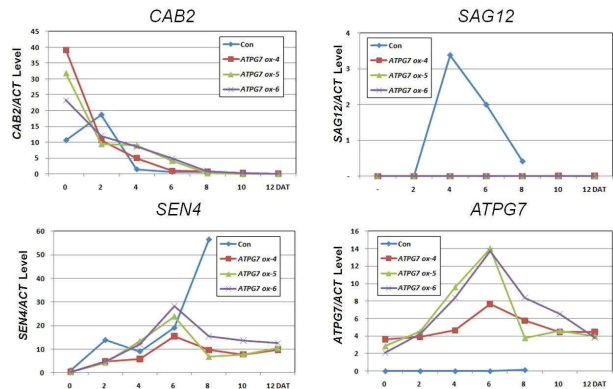 CAB2
CAB2/ACT Level
45
40
35
30
25
20
15
10
5
0
Con
ATPG7 ox-4
ATPG7 ox-5
ATPG7 ox-6
0 2 4 6 8 10 12 DAT
SAG12
SAG12/ACT Level
4
3
2
1
-
Con
ATPG7 ox-4
ATPG7 ox-5
ATPG7 ox-6
- 2 4 6 8 10 12 DAT
SEN4
SEN4/ACT Level
60
50
40
30
20
10
0
Con
ATPG7 ox-4
ATPG7 ox-5
ATPG7 ox-6
0 2 4 6 8 10 12 DAT
ATPG7
ATPG7/ACT Level
16
14
12
10
8
6
4
2
0
Con
ATPG7 ox-4
ATPG7 ox-5
ATPG7 ox-6
0 2 4 6 8 10 12 DAT